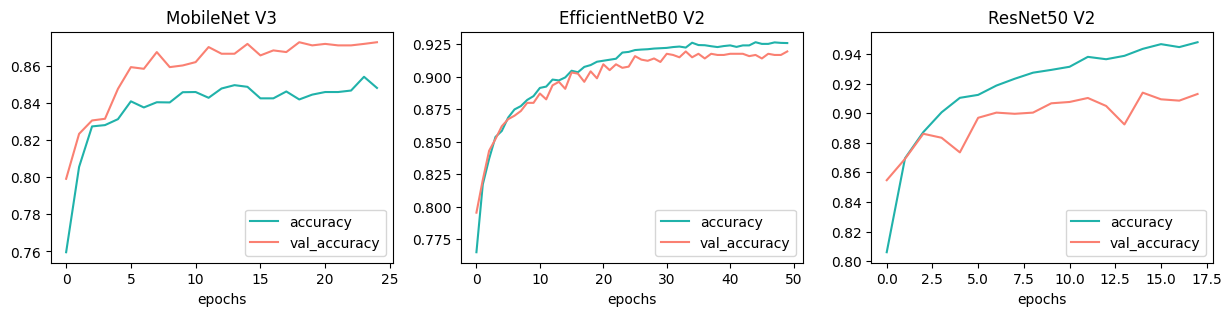 MobileNet V3
0.86
0.84
0.82
0.80
0.78
0.76
accuracy
val_accuracy
0 5 10 15 20 25
epochs
EfficientNetB0 V2
0.925
0.900
0.875
0.850
0.825
0.800
0.775
accuracy
val_accuracy
0 10 20 30 40 50
epochs
ResNet50 V2
0.94
0.92
0.90
0.88
0.86
0.84
0.82
0.80
accuracy
val_accuracy
0.0 2.5 5.0 7.5 10.0 12.5 15.0 17.5
epochs